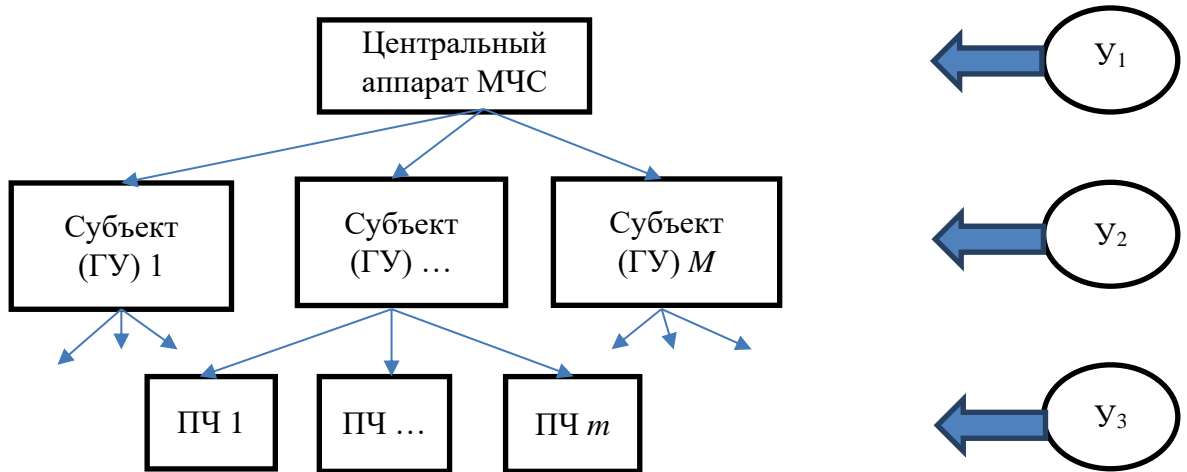 Центральный
аппарат МЧС
У₁
Субъект
(ГУ) 1
Субъект
(ГУ) …
Субъект
(ГУ) M
У₂
ПЧ 1
ПЧ …
ПЧ m
У₃